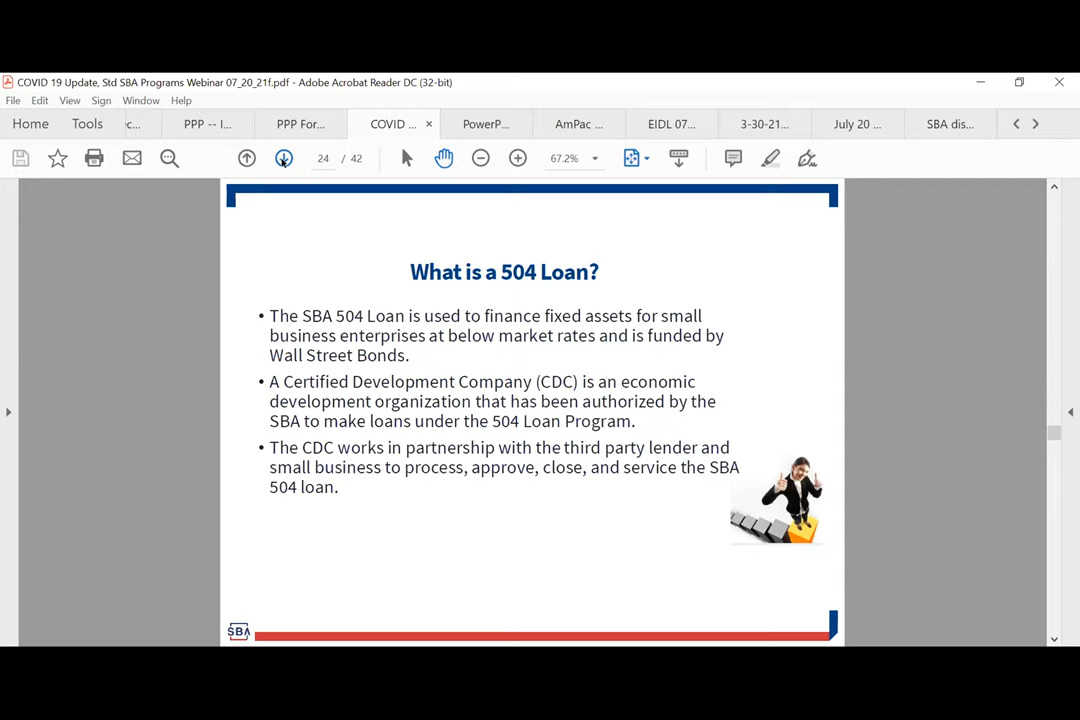 COVID 19 Update, Std SBA Programs Webinar 07_20_21f.pdf - Adobe Acrobat Reader DC (32-bit)
File Edit View Sign Window Help
Home Tools c... PPP -- I... PPP For... COVID ... × PowerP... AmPac ... EIDL 07... 3-30-21... July 20 ... SBA dis...
24 / 42 67.2%
What is a 504 Loan?
• The SBA 504 Loan is used to finance fixed assets for small
business enterprises at below market rates and is funded by
Wall Street Bonds.
• A Certified Development Company (CDC) is an economic
development organization that has been authorized by the
SBA to make loans under the 504 Loan Program.
• The CDC works in partnership with the third party lender and
small business to process, approve, close, and service the SBA
504 loan.
SBA